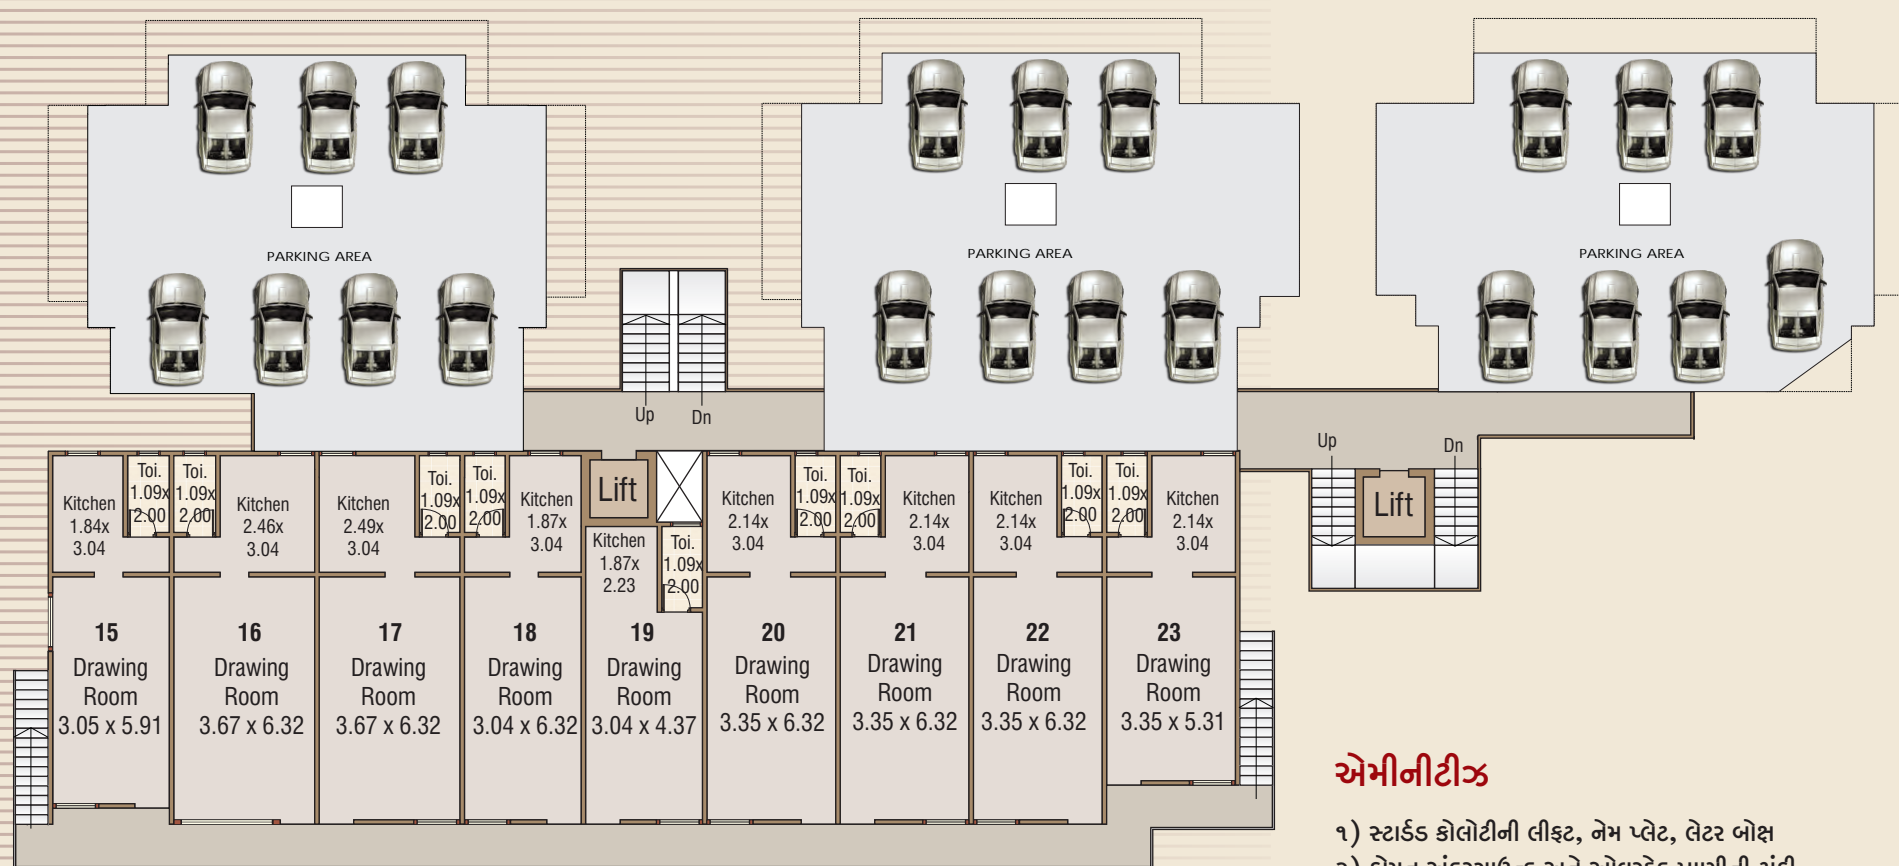 PARKING AREA
PARKING AREA
PARKING AREA
Up
Dn
Up
Dn
Kitchen
1.84x
3.04
Toi.
1.09x
2.00
Toi.
1.09x
2.00
Kitchen
2.46x
3.04
Kitchen
2.49x
3.04
Toi.
1.09x
2.00
Toi.
1.09x
2.00
Kitchen
1.87x
3.04
Lift
Kitchen
1.87x
2.23
Toi.
1.09x
2.00
Kitchen
2.14x
3.04
Toi.
1.09x
2.00
Toi.
1.09x
2.00
Kitchen
2.14x
3.04
Kitchen
2.14x
3.04
Toi.
1.09x
2.00
Toi.
1.09x
2.00
Kitchen
2.14x
3.04
Lift
15
Drawing
Room
3.05 x 5.91
16
Drawing
Room
3.67 x 6.32
17
Drawing
Room
3.67 x 6.32
18
Drawing
Room
3.04 x 6.32
19
Drawing
Room
3.04 x 4.37
20
Drawing
Room
3.35 x 6.32
21
Drawing
Room
3.35 x 6.32
22
Drawing
Room
3.35 x 6.32
23
Drawing
Room
3.35 x 5.31
એમીનીટીઝ
૧) સ્ટાર્ડડ કોલોટીની લીફટ, નેમ પ્લેટ, લેટર બોક્ષ